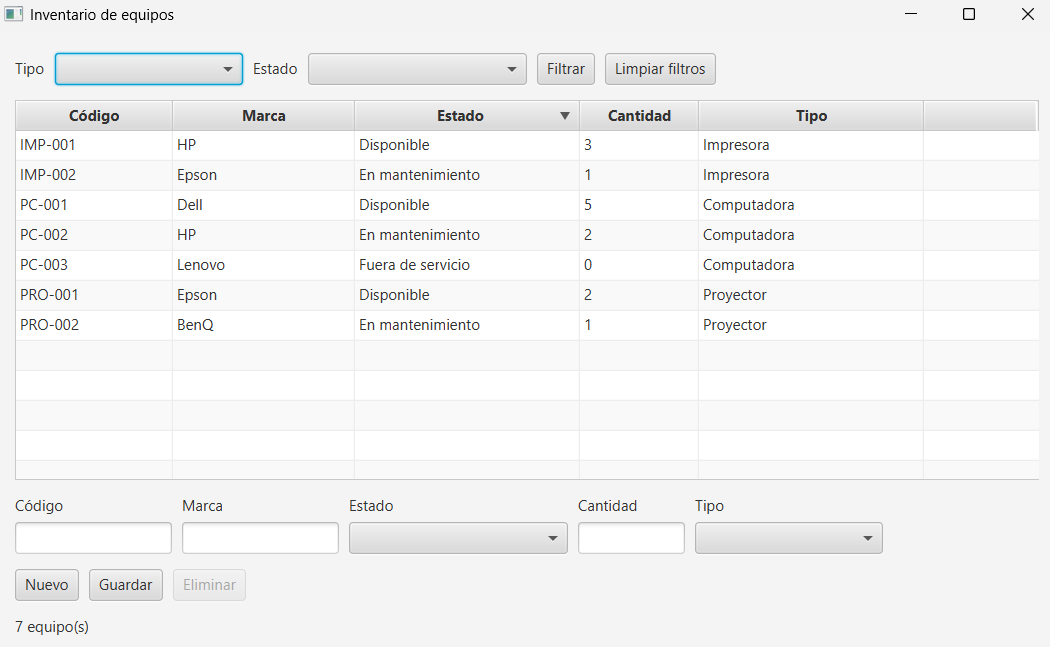 Inventario de equipos
Tipo Estado Filtrar Limpiar filtros
Código Marca Estado Cantidad Tipo
IMP-001 HP Disponible 3 Impresora
IMP-002 Epson En mantenimiento 1 Impresora
PC-001 Dell Disponible 5 Computadora
PC-002 HP En mantenimiento 2 Computadora
PC-003 Lenovo Fuera de servicio 0 Computadora
PRO-001 Epson Disponible 2 Proyector
PRO-002 BenQ En mantenimiento 1 Proyector
Código Marca Estado Cantidad Tipo
Nuevo Guardar Eliminar
7 equipo(s)